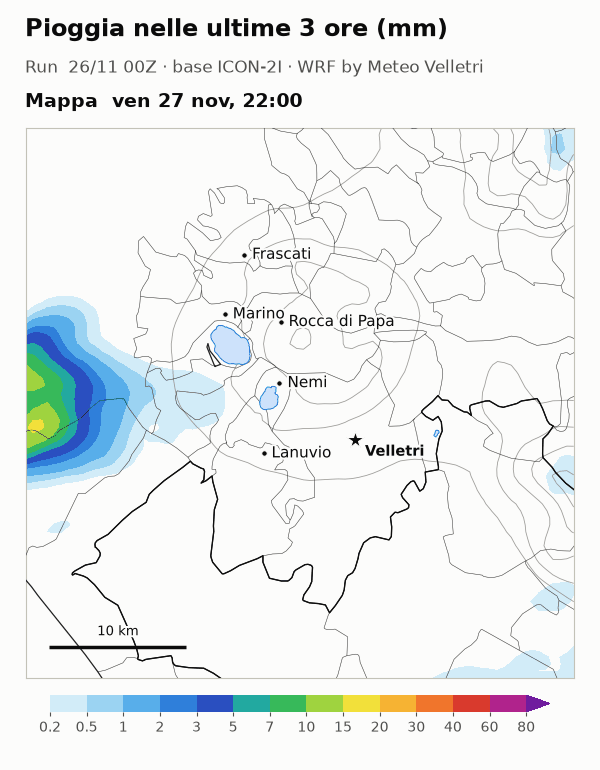 Pioggia nelle ultime 3 ore (mm)
Run  26/11 00Z · base ICON-2I · WRF by Meteo Velletri
Mappa  ven 27 nov, 22:00
Frascati
Marino
Rocca di Papa
Nemi
Velletri
Lanuvio
10 km
0.2 0.5 1 2 3 5 7 10 15 20 30 40 60 80